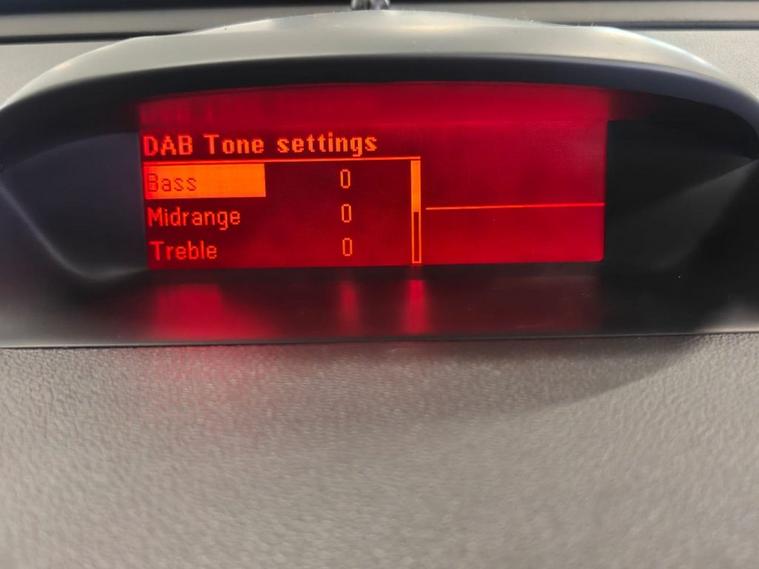 DAB Tone settings
Bass 0
Midrange 0
Treble 0